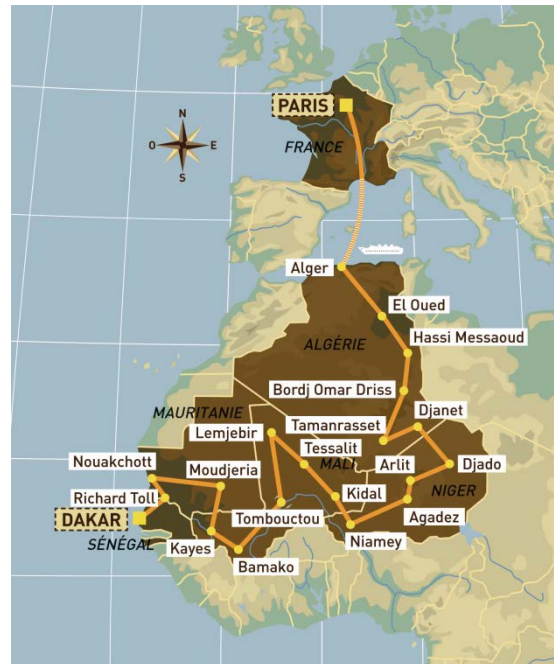 PARIS
FRANCE
N
O E
S
Alger
El Oued
Hassi Messaoud
ALGÉRIE
Bordj Omar Driss
MAURITANIE
Tamanrasset
Djanet
Lemjebir
Tessalit
MALI
Arlit
Djado
Nouakchott
Moudjeria
Kidal
NIGER
Richard Toll
Tombouctou
Agadez
DAKAR
Niamey
SÉNÉGAL
Kayes
Bamako